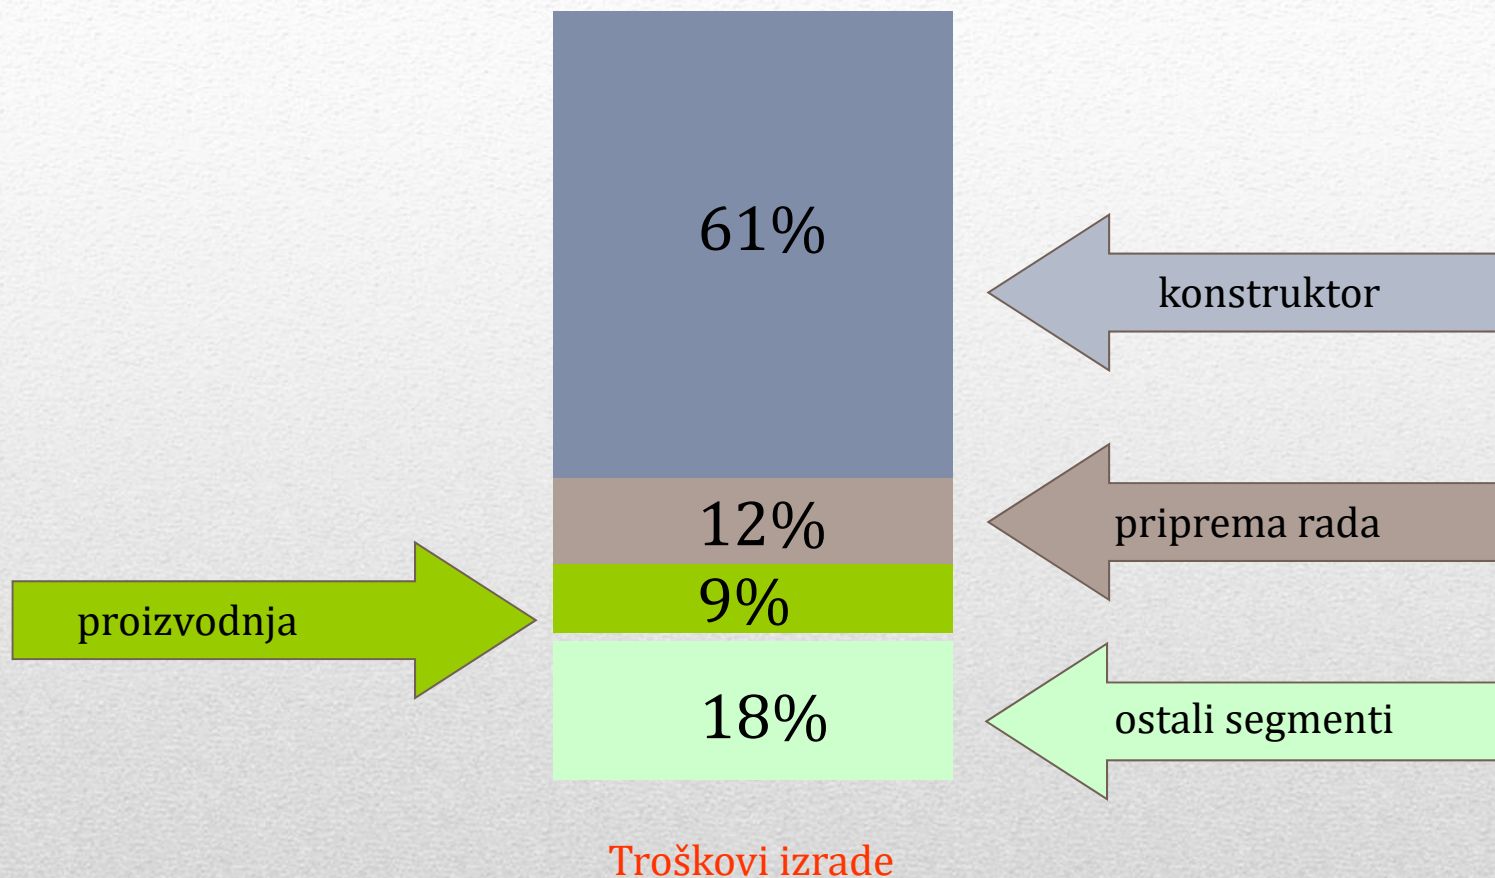 61%
konstruktor
12%
priprema rada
9%
proizvodnja
18%
ostali segmenti
Troškovi izrade